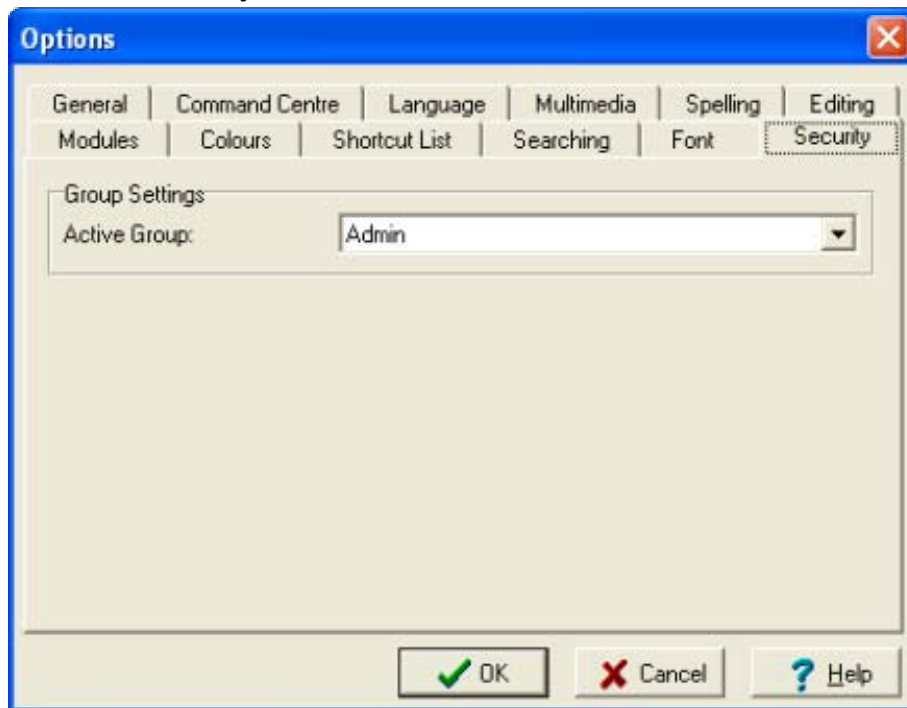 Options
General Command Centre Language Multimedia Spelling Editing
Modules Colours Shortcut List Searching Font Security
Group Settings
Active Group: Admin
OK Cancel Help